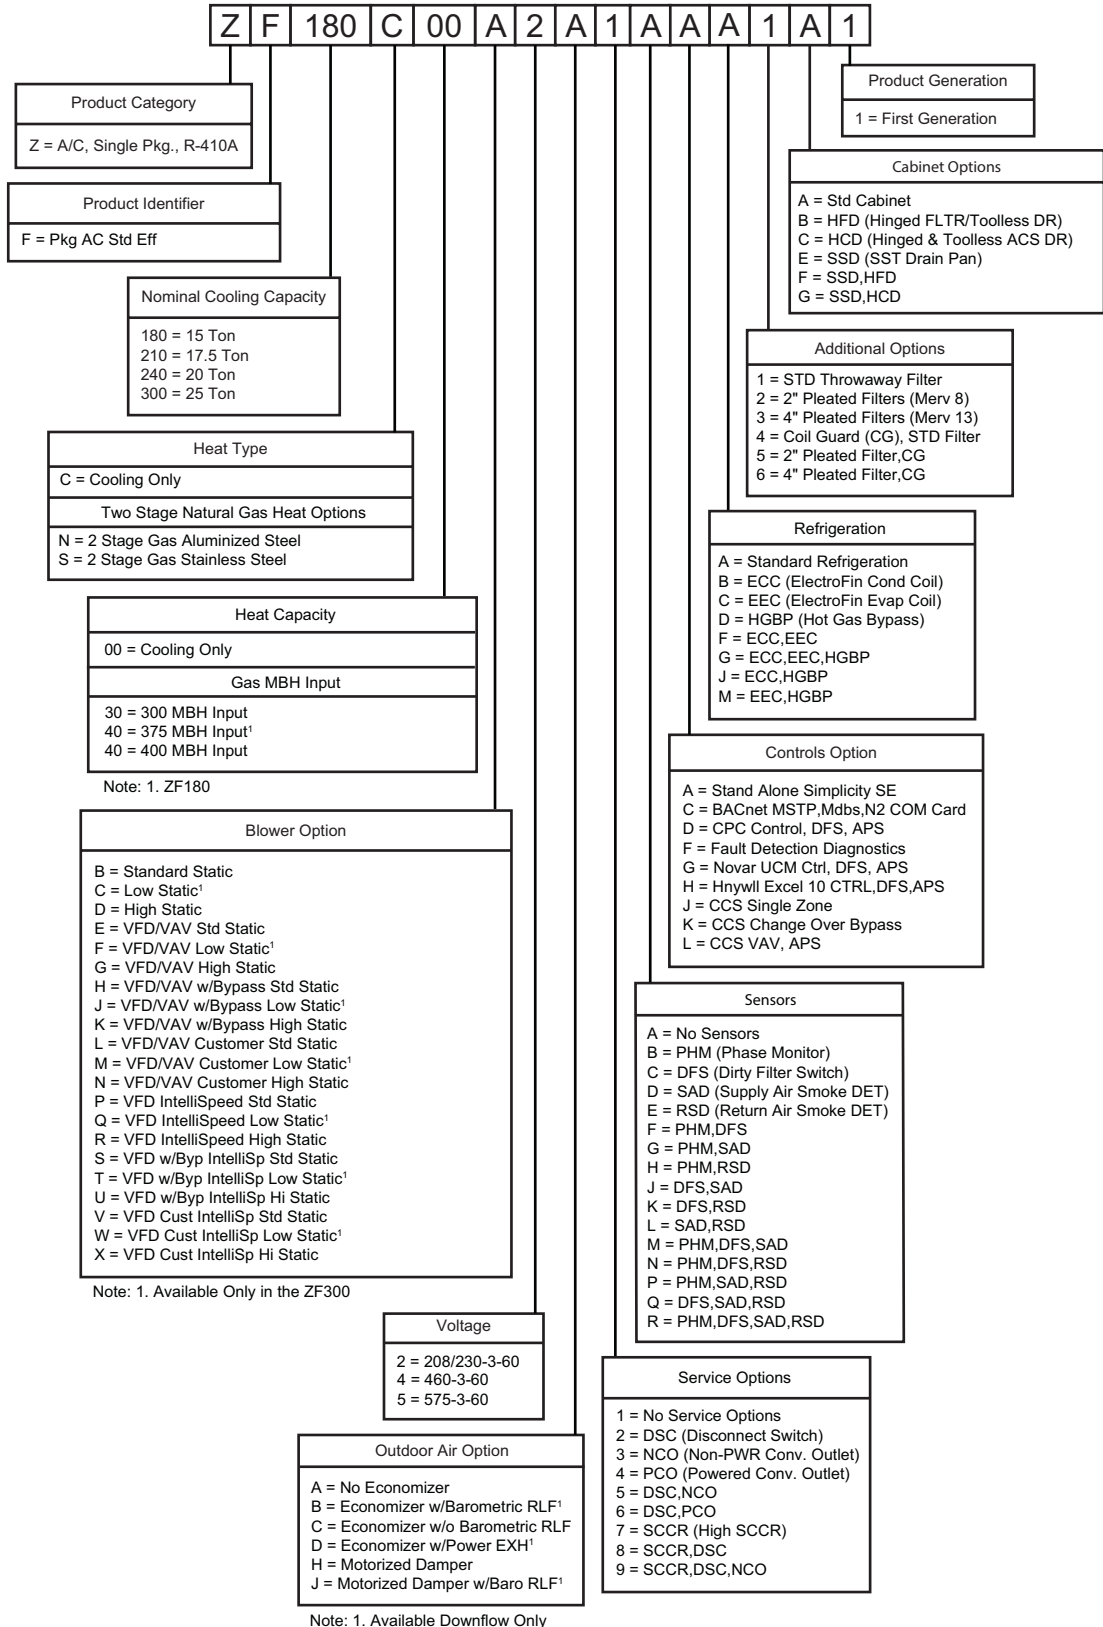 Z F 180 C 00 A 2 A 1 A A A 1 A 1
Product Category
Z = A/C, Single Pkg., R-410A
Product Identifier
F = Pkg AC Std Eff
Nominal Cooling Capacity
180 = 15 Ton
210 = 17.5 Ton
240 = 20 Ton
300 = 25 Ton
Heat Type
C = Cooling Only
Two Stage Natural Gas Heat Options
N = 2 Stage Gas Aluminized Steel
S = 2 Stage Gas Stainless Steel
Heat Capacity
00 = Cooling Only
Gas MBH Input
30 = 300 MBH Input
40 = 375 MBH Input¹
40 = 400 MBH Input
Note: 1. ZF180
Blower Option
B = Standard Static
C = Low Static¹
D = High Static
E = VFD/VAV Std Static
F = VFD/VAV Low Static¹
G = VFD/VAV High Static
H = VFD/VAV w/Bypass Std Static
J = VFD/VAV w/Bypass Low Static¹
K = VFD/VAV w/Bypass High Static
L = VFD/VAV Customer Std Static
M = VFD/VAV Customer Low Static¹
N = VFD/VAV Customer High Static
P = VFD IntelliSpeed Std Static
Q = VFD IntelliSpeed Low Static¹
R = VFD IntelliSpeed High Static
S = VFD w/Byp IntelliSp Std Static
T = VFD w/Byp IntelliSp Low Static¹
U = VFD w/Byp IntelliSp Hi Static
V = VFD Cust IntelliSp Std Static
W = VFD Cust IntelliSp Low Static¹
X = VFD Cust IntelliSp Hi Static
Note: 1. Available Only in the ZF300
Voltage
2 = 208/230-3-60
4 = 460-3-60
5 = 575-3-60
Outdoor Air Option
A = No Economizer
B = Economizer w/Barometric RLF¹
C = Economizer w/o Barometric RLF
D = Economizer w/Power EXH¹
H = Motorized Damper
J = Motorized Damper w/Baro RLF¹
Note: 1. Available Downflow Only
Product Generation
1 = First Generation
Cabinet Options
A = Std Cabinet
B = HFD (Hinged FLTR/Toolless DR)
C = HCD (Hinged & Toolless ACS DR)
E = SSD (SST Drain Pan)
F = SSD,HFD
G = SSD,HCD
Additional Options
1 = STD Throwaway Filter
2 = 2" Pleated Filters (Merv 8)
3 = 4" Pleated Filters (Merv 13)
4 = Coil Guard (CG), STD Filter
5 = 2" Pleated Filter,CG
6 = 4" Pleated Filter,CG
Refrigeration
A = Standard Refrigeration
B = ECC (ElectroFin Cond Coil)
C = EEC (ElectroFin Evap Coil)
D = HGBP (Hot Gas Bypass)
F = ECC,EEC
G = ECC,EEC,HGBP
J = ECC,HGBP
M = EEC,HGBP
Controls Option
A = Stand Alone Simplicity SE
C = BACnet MSTP,Mdbs,N2 COM Card
D = CPC Control, DFS, APS
F = Fault Detection Diagnostics
G = Novar UCM Ctrl, DFS, APS
H = Hnywll Excel 10 CTRL,DFS,APS
J = CCS Single Zone
K = CCS Change Over Bypass
L = CCS VAV, APS
Sensors
A = No Sensors
B = PHM (Phase Monitor)
C = DFS (Dirty Filter Switch)
D = SAD (Supply Air Smoke DET)
E = RSD (Return Air Smoke DET)
F = PHM,DFS
G = PHM,SAD
H = PHM,RSD
J = DFS,SAD
K = DFS,RSD
L = SAD,RSD
M = PHM,DFS,SAD
N = PHM,DFS,RSD
P = PHM,SAD,RSD
Q = DFS,SAD,RSD
R = PHM,DFS,SAD,RSD
Service Options
1 = No Service Options
2 = DSC (Disconnect Switch)
3 = NCO (Non-PWR Conv. Outlet)
4 = PCO (Powered Conv. Outlet)
5 = DSC,NCO
6 = DSC,PCO
7 = SCCR (High SCCR)
8 = SCCR,DSC
9 = SCCR,DSC,NCO